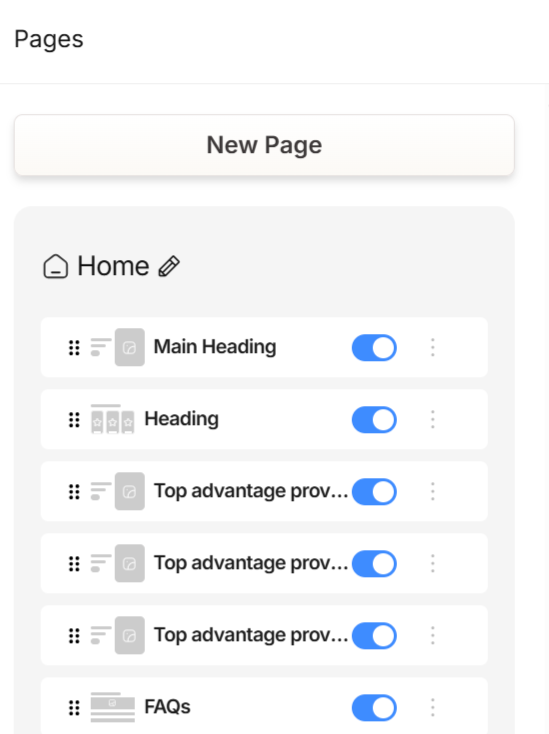 Pages
New Page
Home
Main Heading
Heading
Top advantage prov...
Top advantage prov...
Top advantage prov...
FAQs